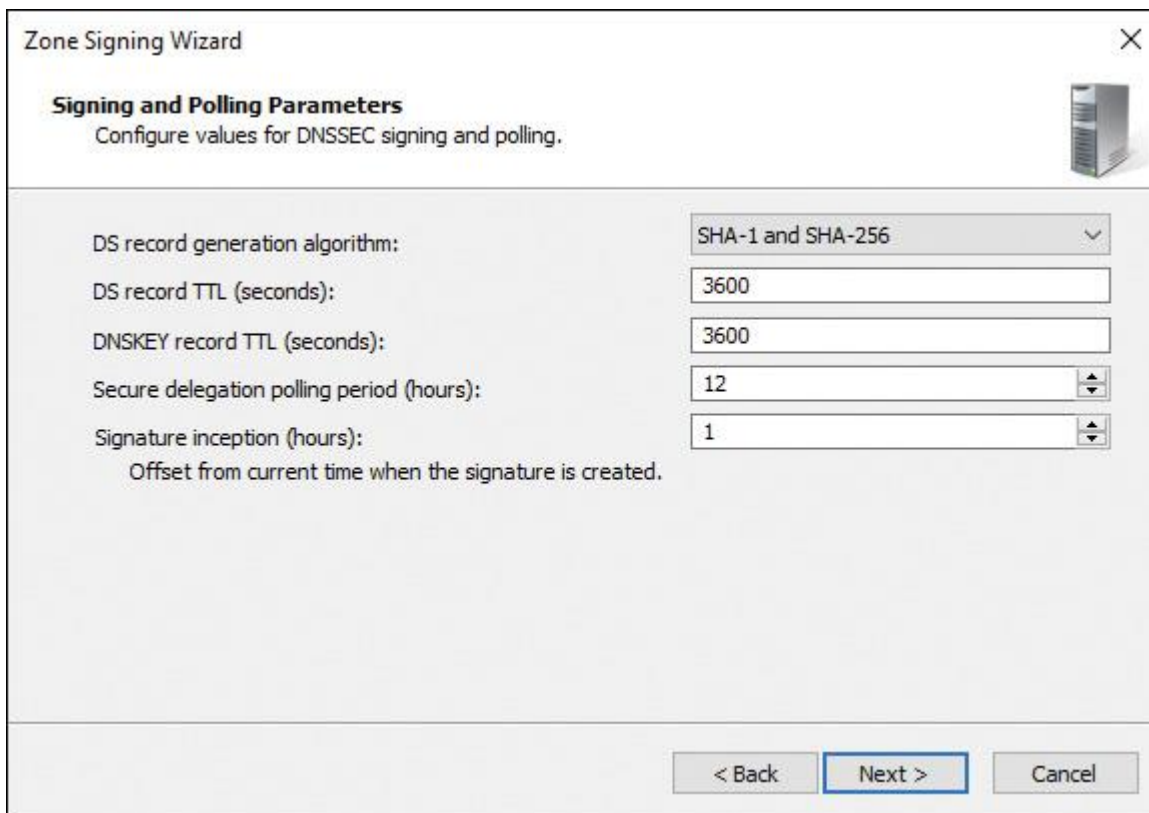 Zone Signing Wizard
Signing and Polling Parameters
Configure values for DNSSEC signing and polling.
DS record generation algorithm: SHA-1 and SHA-256
DS record TTL (seconds): 3600
DNSKEY record TTL (seconds): 3600
Secure delegation polling period (hours): 12
Signature inception (hours): 1
Offset from current time when the signature is created.
< Back Next > Cancel